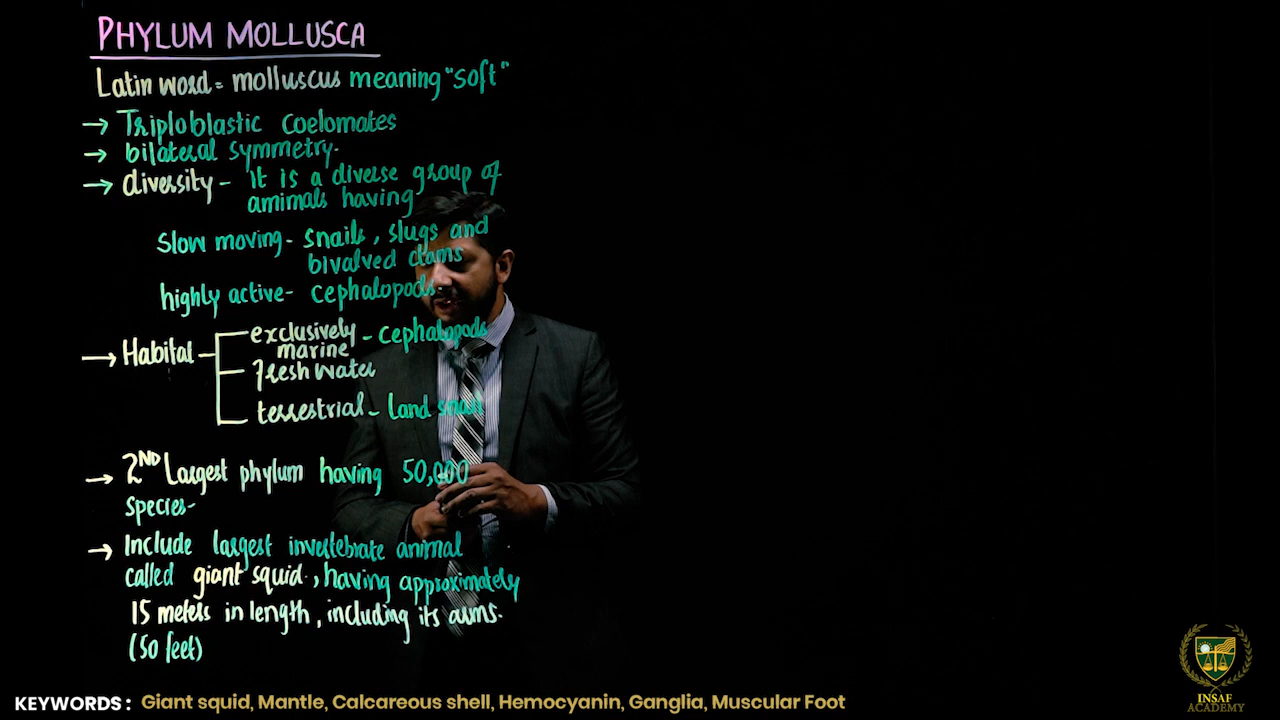 PHYLUM MOLLUSCA
Latin word = molluscus meaning "soft"
→ Triploblastic coelomates
→ bilateral symmetry-
→ diversity - it is a diverse group of
animals having
slow moving - snails, slugs and
bivalved clams
highly active - cephalopods
→ Habital
exclusively - cephalopods
marine
freshwater
terrestrial - Land snail
→ 2ND Largest phylum having 50,000
species-
→ Include largest invertebrate animal
called giant squid, having approximately
15 meters in length, including its arms.
(50 feet)
KEYWORDS: Giant squid, Mantle, Calcareous shell, Hemocyanin, Ganglia, Muscular Foot
INSAF
ACADEMY